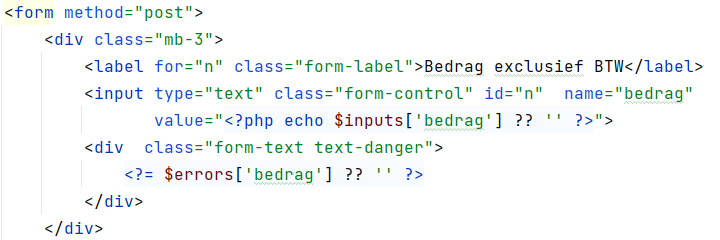 <form method="post">
    <div class="mb-3">
        <label for="n" class="form-label">Bedrag exclusief BTW</label>
        <input type="text" class="form-control" id="n"  name="bedrag"
               value="<?php echo $inputs['bedrag'] ?? '' ?>">
        <div  class="form-text text-danger">
            <?= $errors['bedrag'] ?? '' ?>
        </div>
    </div>